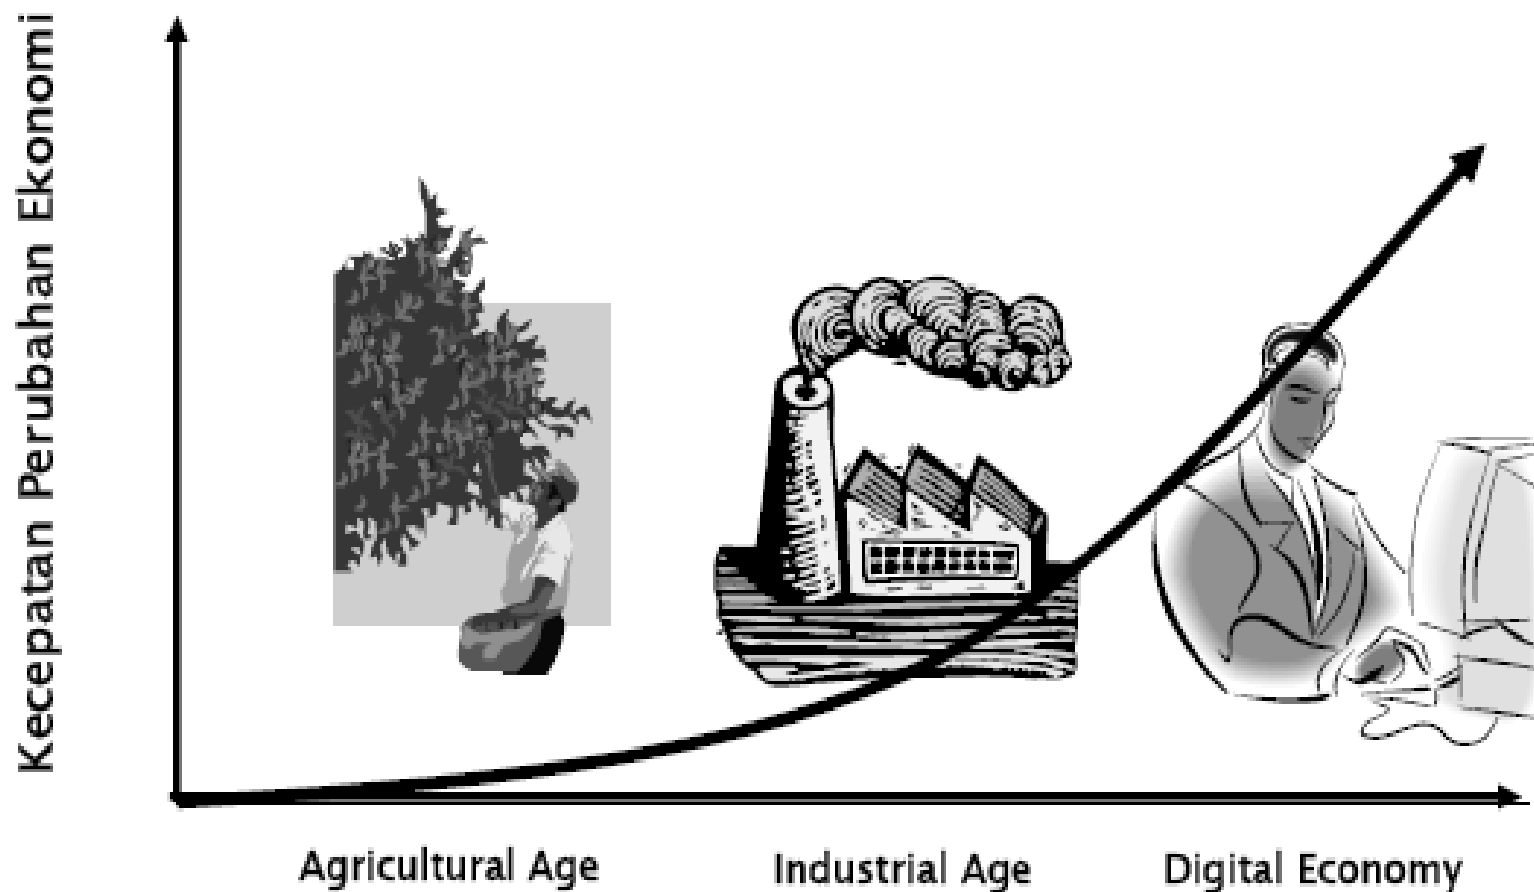 Kecepatan Perubahan Ekonomi
Agricultural Age
Industrial Age
Digital Economy